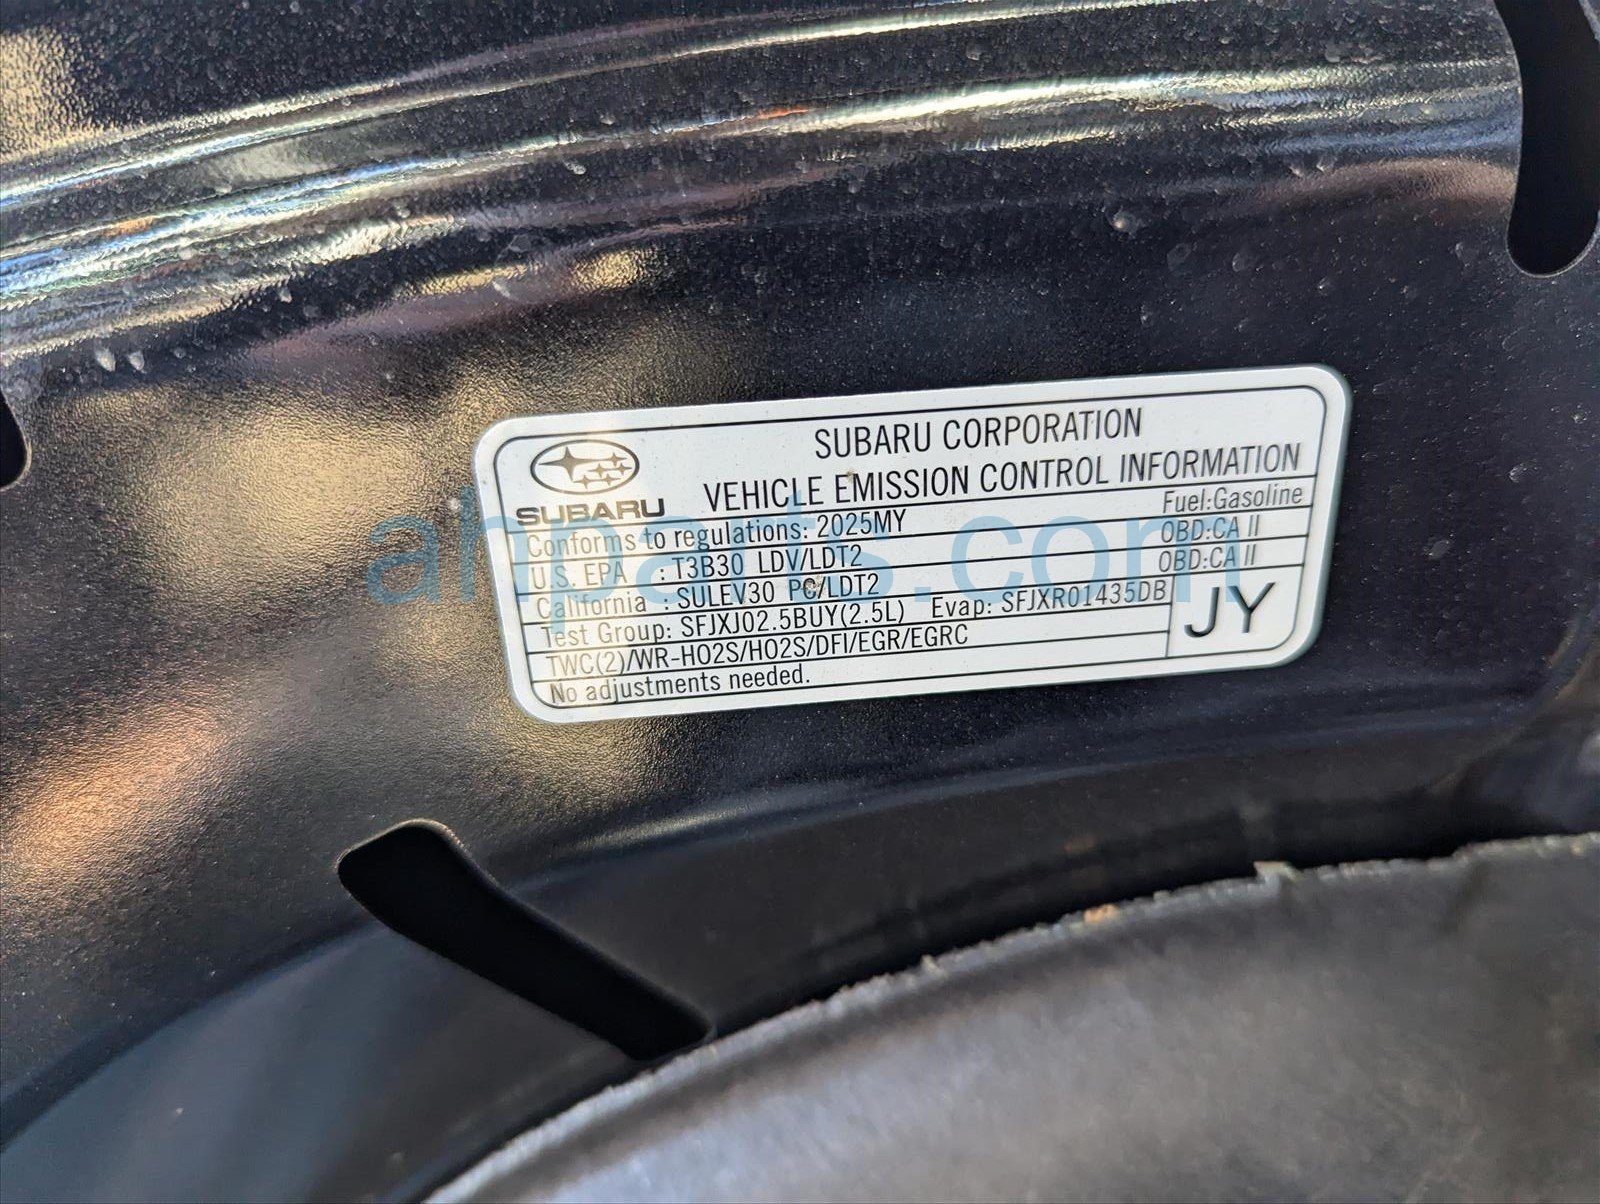 SUBARU CORPORATION
VEHICLE EMISSION CONTROL INFORMATION
SUBARU
Fuel:Gasoline
Conforms to regulations: 2025MY
OBD:CA II
U.S. EPA : T3B30 LDV/LDT2
OBD:CA II
California : SULEV30 PC/LDT2
Test Group: SFJXJ02.5BUY(2.5L) Evap: SFJXR01435DB
JY
TWC(2)/WR-HO2S/HO2S/DFI/EGR/EGRC
No adjustments needed.
ahparts.com